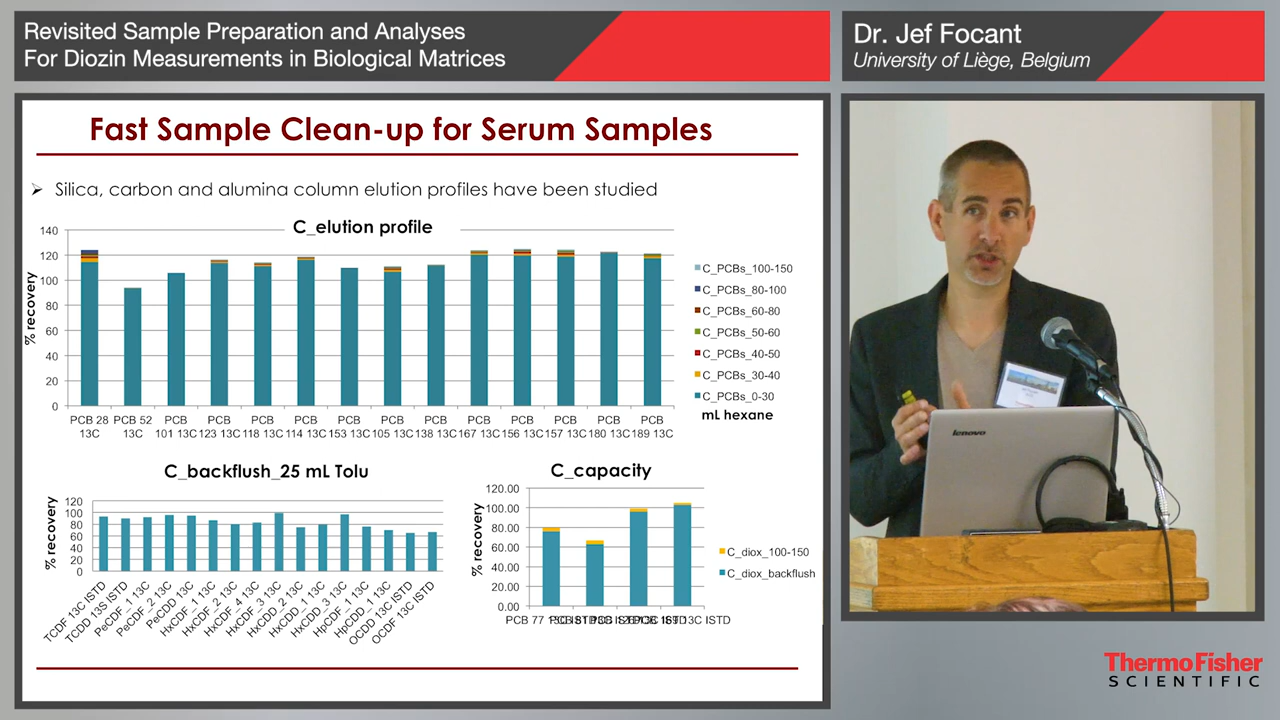 Revisited Sample Preparation and Analyses
For Diozin Measurements in Biological Matrices
Dr. Jef Focant
University of Liège, Belgium
Fast Sample Clean-up for Serum Samples
Silica, carbon and alumina column elution profiles have been studied
C_elution profile
% recovery
140
120
100
80
60
40
20
0
PCB 28 13C
PCB 52 13C
PCB 101 13C
PCB 123 13C
PCB 118 13C
PCB 114 13C
PCB 153 13C
PCB 105 13C
PCB 138 13C
PCB 167 13C
PCB 156 13C
PCB 157 13C
PCB 180 13C
PCB 189 13C
C_PCBs_100-150
C_PCBs_80-100
C_PCBs_60-80
C_PCBs_50-60
C_PCBs_40-50
C_PCBs_30-40
C_PCBs_0-30
mL hexane
C_backflush_25 mL Tolu
% recovery
120
100
80
60
40
20
0
TCDF 13C ISTD
TCDD 13S ISTD
PeCDF_1 13C
PeCDF_2 13C
PeCDD 13C
HxCDF_1 13C
HxCDF_2 13C
HxCDF_4 13C
HxCDF_3 13C
HxCDD_2 13C
HxCDD_1 13C
HxCDD_3 13C
HpCDF_1 13C
HpCDD_1 13C
OCDD 13C ISTD
OCDF 13C ISTD
C_capacity
% recovery
120.00
100.00
80.00
60.00
40.00
20.00
0.00
PCB 77
13C ISTD
C_diox_100-150
C_diox_backflush
lenovo
ThermoFisher
SCIENTIFIC